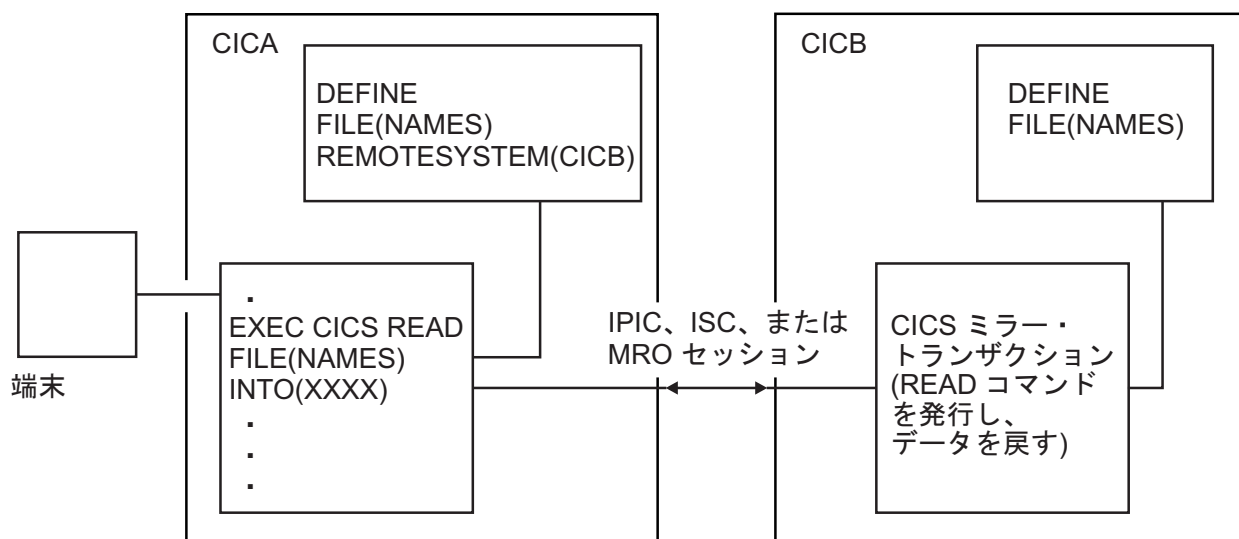 CICA
DEFINE
FILE(NAMES)
REMOTESYSTEM(CICB)
端末
・
EXEC CICS READ
FILE(NAMES)
INTO(XXXX)
・
・
・
IPIC、ISC、または
MRO セッション
CICB
DEFINE
FILE(NAMES)
CICS ミラー・
トランザクション
(READ コマンド
を発行し、
データを戻す)